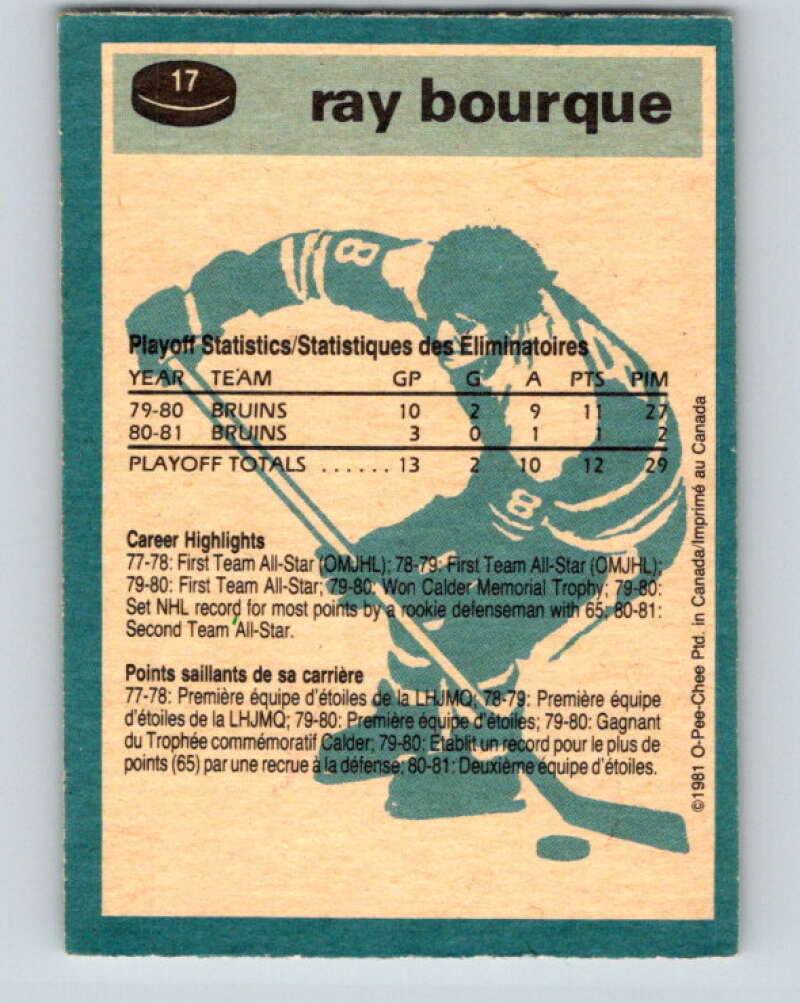 17
ray bourque
8
Playoff Statistics/Statistiques des Eliminatoires
YEAR TEAM GP G A PTS PIM
79-80 BRUINS 10 2 9 11 27
80-81 BRUINS 3 0 1 1 2
PLAYOFF TOTALS ...... 13 2 10 12 29
8
Career Highlights
77-78: First Team All-Star (OMJHL); 78-79: First Team All-Star (OMJHL);
79-80: First Team All-Star; 79-80: Won Calder Memorial Trophy; 79-80:
Set NHL record for most points by a rookie defenseman with 65; 80-81:
Second Team All-Star.
Points saillants de sa carrière
77-78: Première équipe d'étoiles de la LHJMQ; 78-79: Première équipe
d'étoiles de la LHJMQ; 79-80: Première équipe d'étoiles; 79-80: Gagnant
du Trophée commémoratif Calder; 79-80: Etablit un record pour le plus de
points (65) par une recrue à la défense; 80-81: Deuxième équipe d'étoiles.
©1981 O-Pee-Chee Ptd. in Canada/Imprimé au Canada